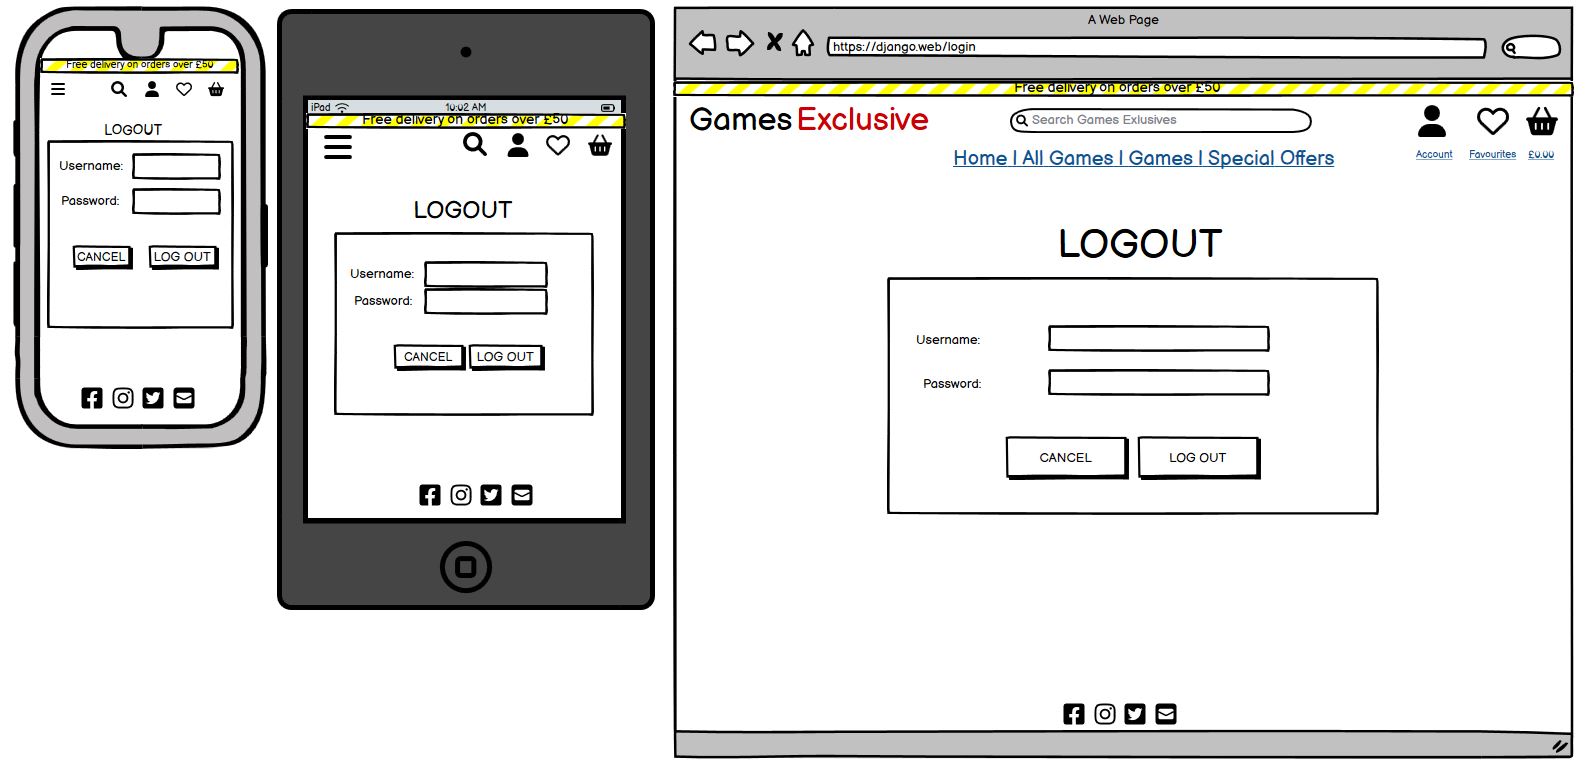 Free delivery on orders over £50
LOGOUT
Username:
Password:
CANCEL LOG OUT
iPad 10:02 AM
Free delivery on orders over £50
LOGOUT
Username:
Password:
CANCEL LOG OUT
A Web Page
https://django.web/login
Free delivery on orders over £50
Games Exclusive
Search Games Exlusives
Account Favourites £0.00
Home | All Games | Games | Special Offers
LOGOUT
Username:
Password:
CANCEL LOG OUT